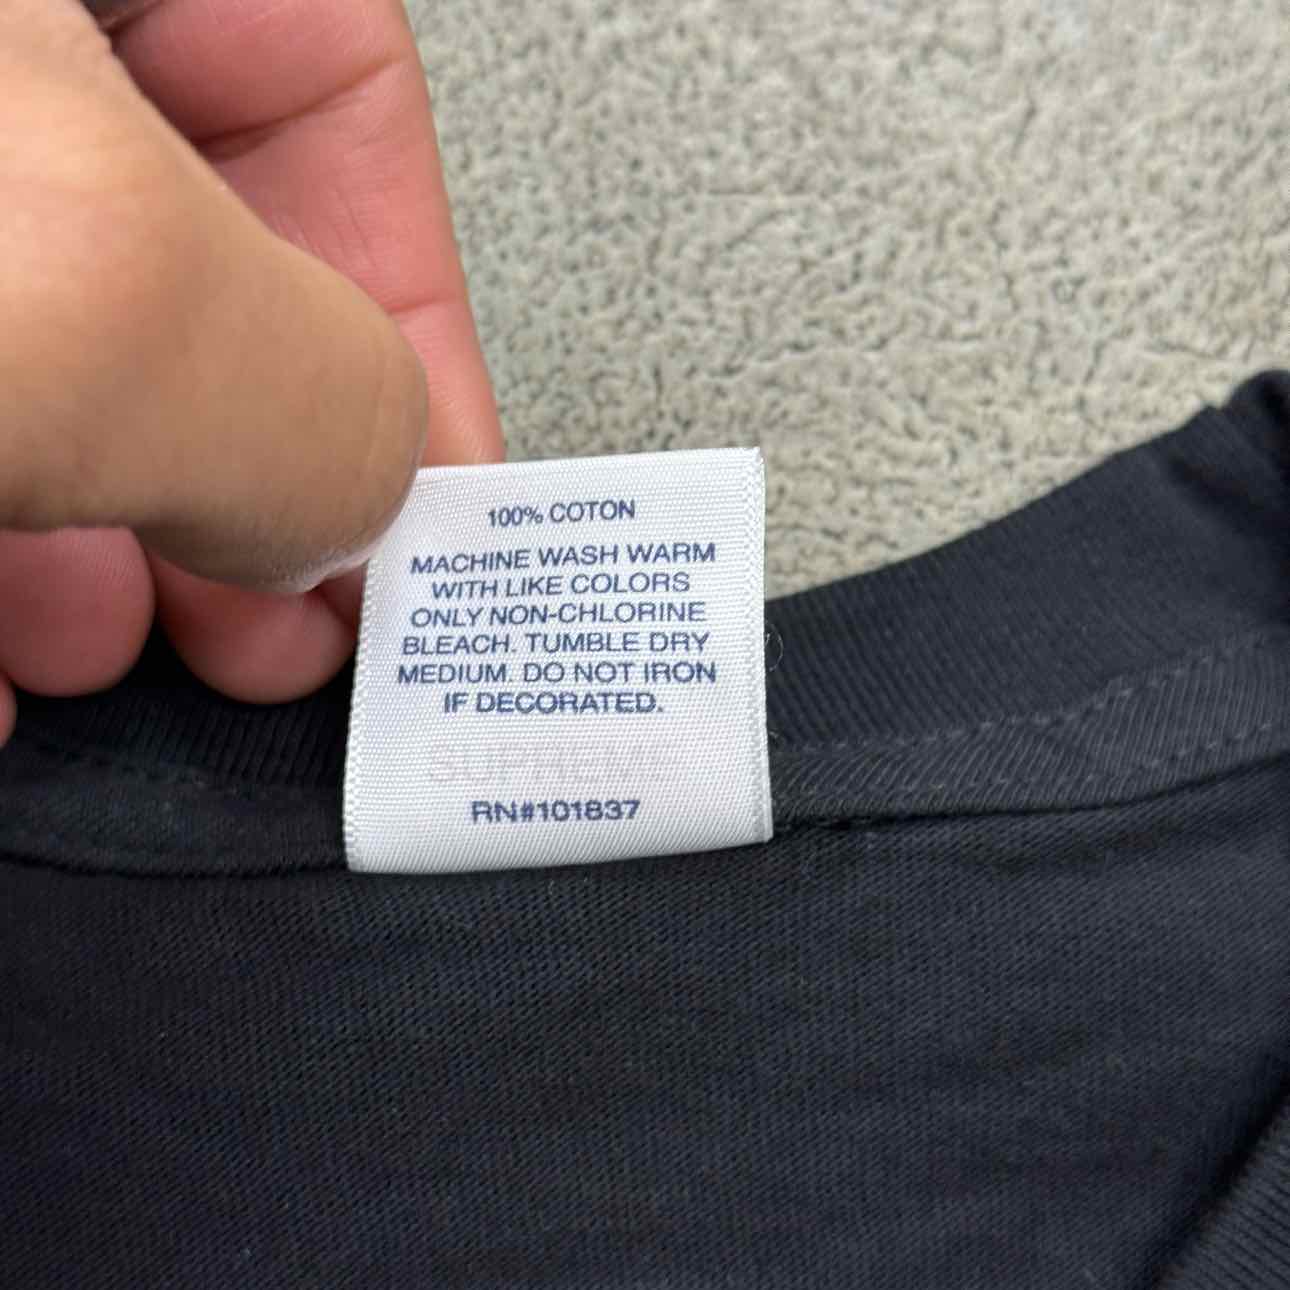 100% COTON
MACHINE WASH WARM
WITH LIKE COLORS
ONLY NON-CHLORINE
BLEACH. TUMBLE DRY
MEDIUM. DO NOT IRON
IF DECORATED.
SUPREME
RN#101837